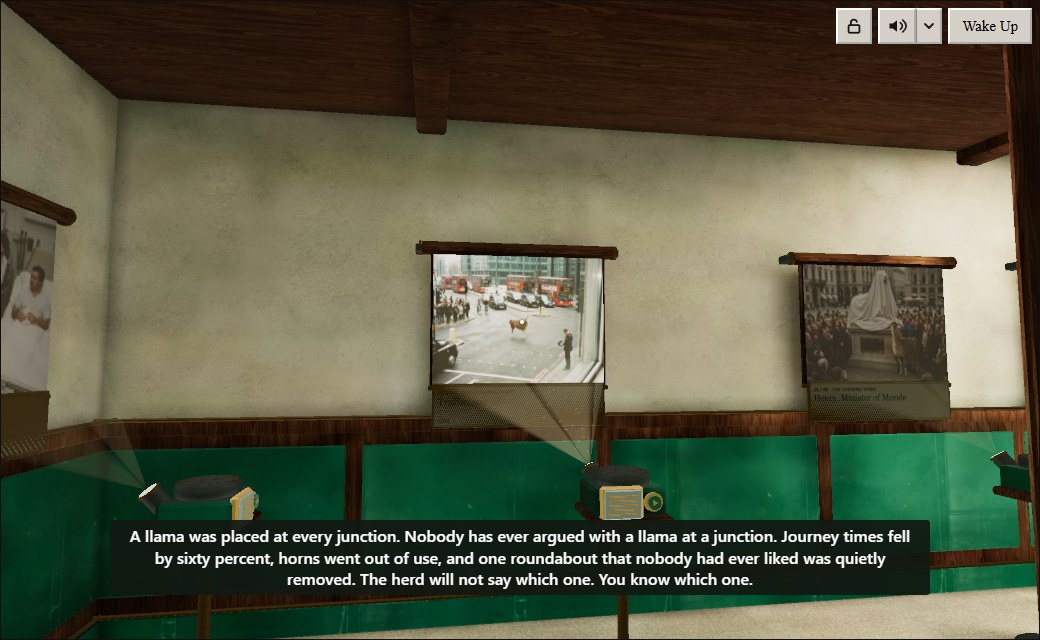 Wake Up
Henry, Minister of Morale
A llama was placed at every junction. Nobody has ever argued with a llama at a junction. Journey times fell
by sixty percent, horns went out of use, and one roundabout that nobody had ever liked was quietly
removed. The herd will not say which one. You know which one.